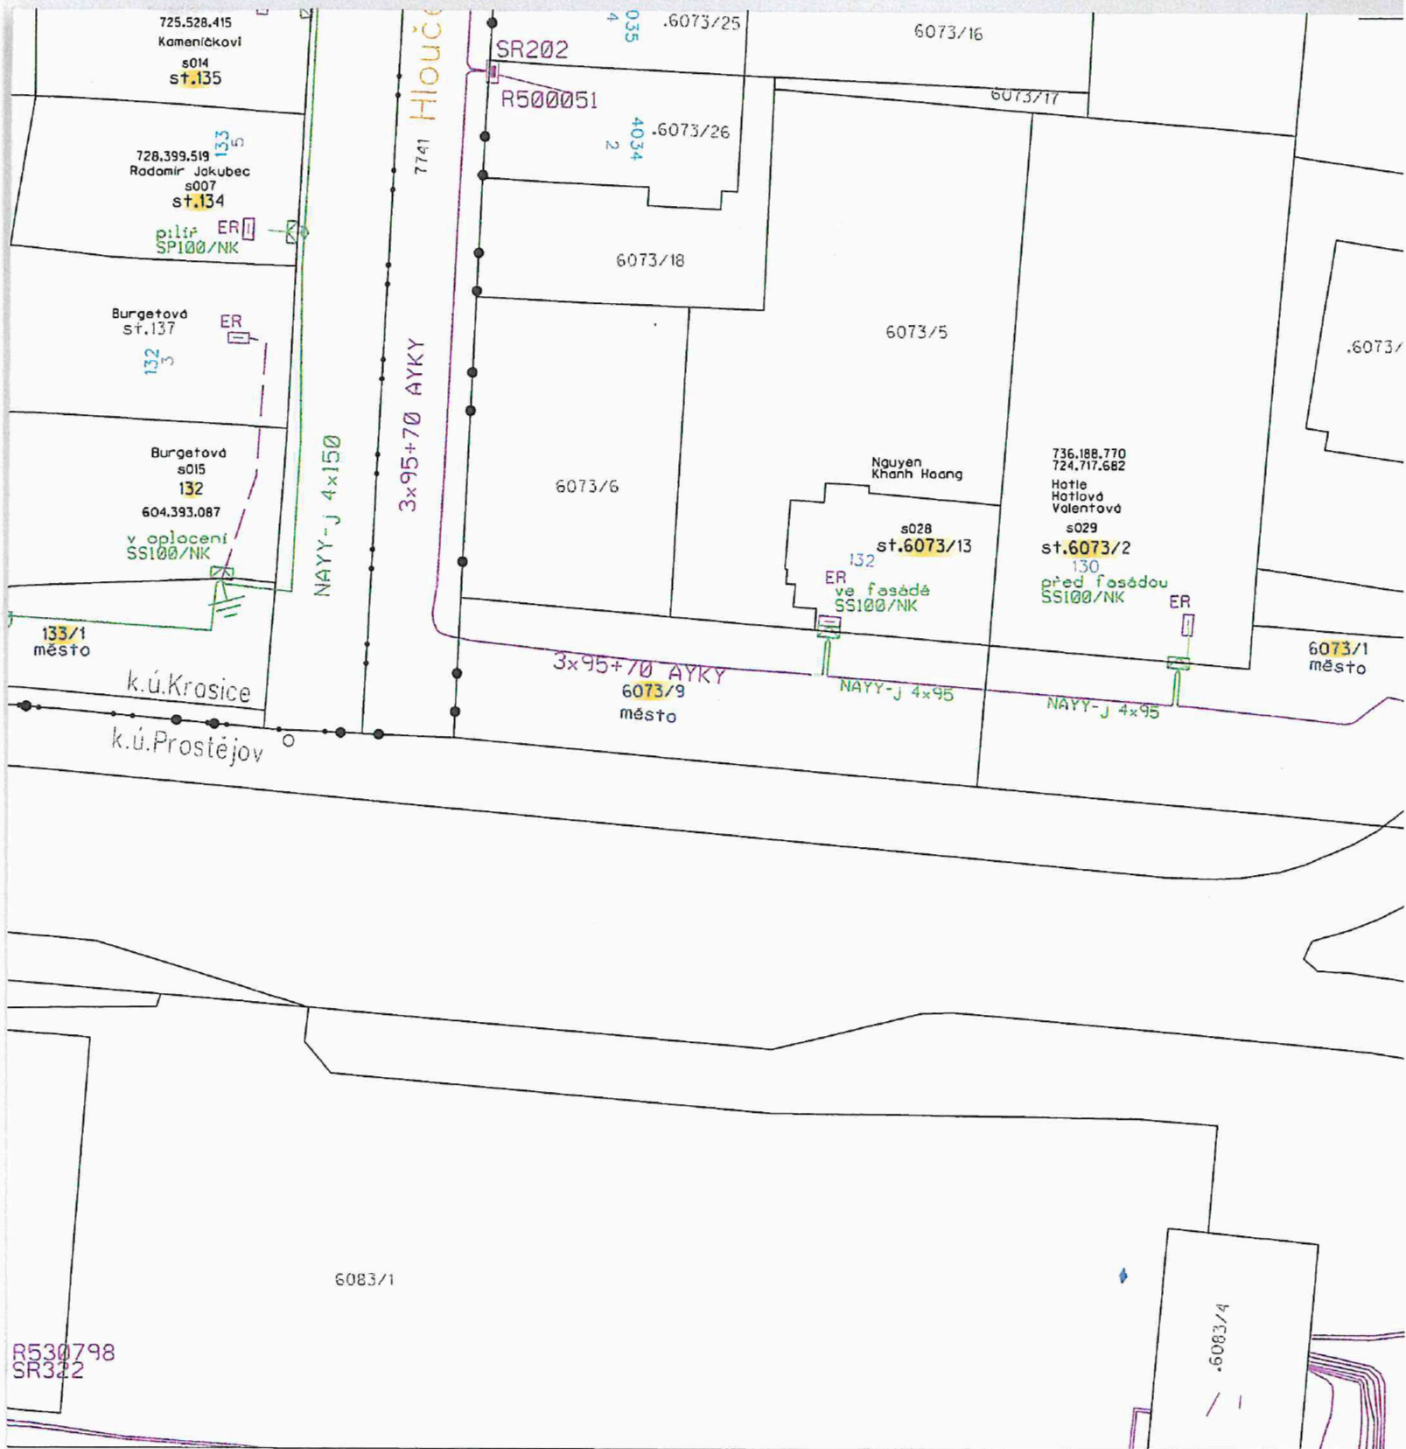 725.528.415
Kameníčkovi
s014
st.135
133
5
728.399.519
Radomír Jakubec
s007
st.134
pilíř
SP100/NK
ER
Burgetová
st.137
132
3
ER
Burgetová
s015
132
604.393.087
v oplocení
SS100/NK
133/1
město
k.ú.Krasice
k.ú.Prostějov
NAYY-j 4x150
3x95+70 AYKY
7741
Hlouče
SR202
R500051
035
4
.6073/25
4034
2
.6073/26
6073/16
6073/17
6073/18
6073/5
6073/6
.6073/
Nguyen
Khanh Hoang
s028
st.6073/13
132
ER
ve fasádě
SS100/NK
736.188.770
724.717.682
Hotle
Hotlová
Valentová
s029
st.6073/2
130
před fasádou
SS100/NK
ER
6073/1
město
3x95+70 AYKY
6073/9
město
NAYY-j 4x95
NAYY-j 4x95
6083/1
.6083/4
R530798
SR322